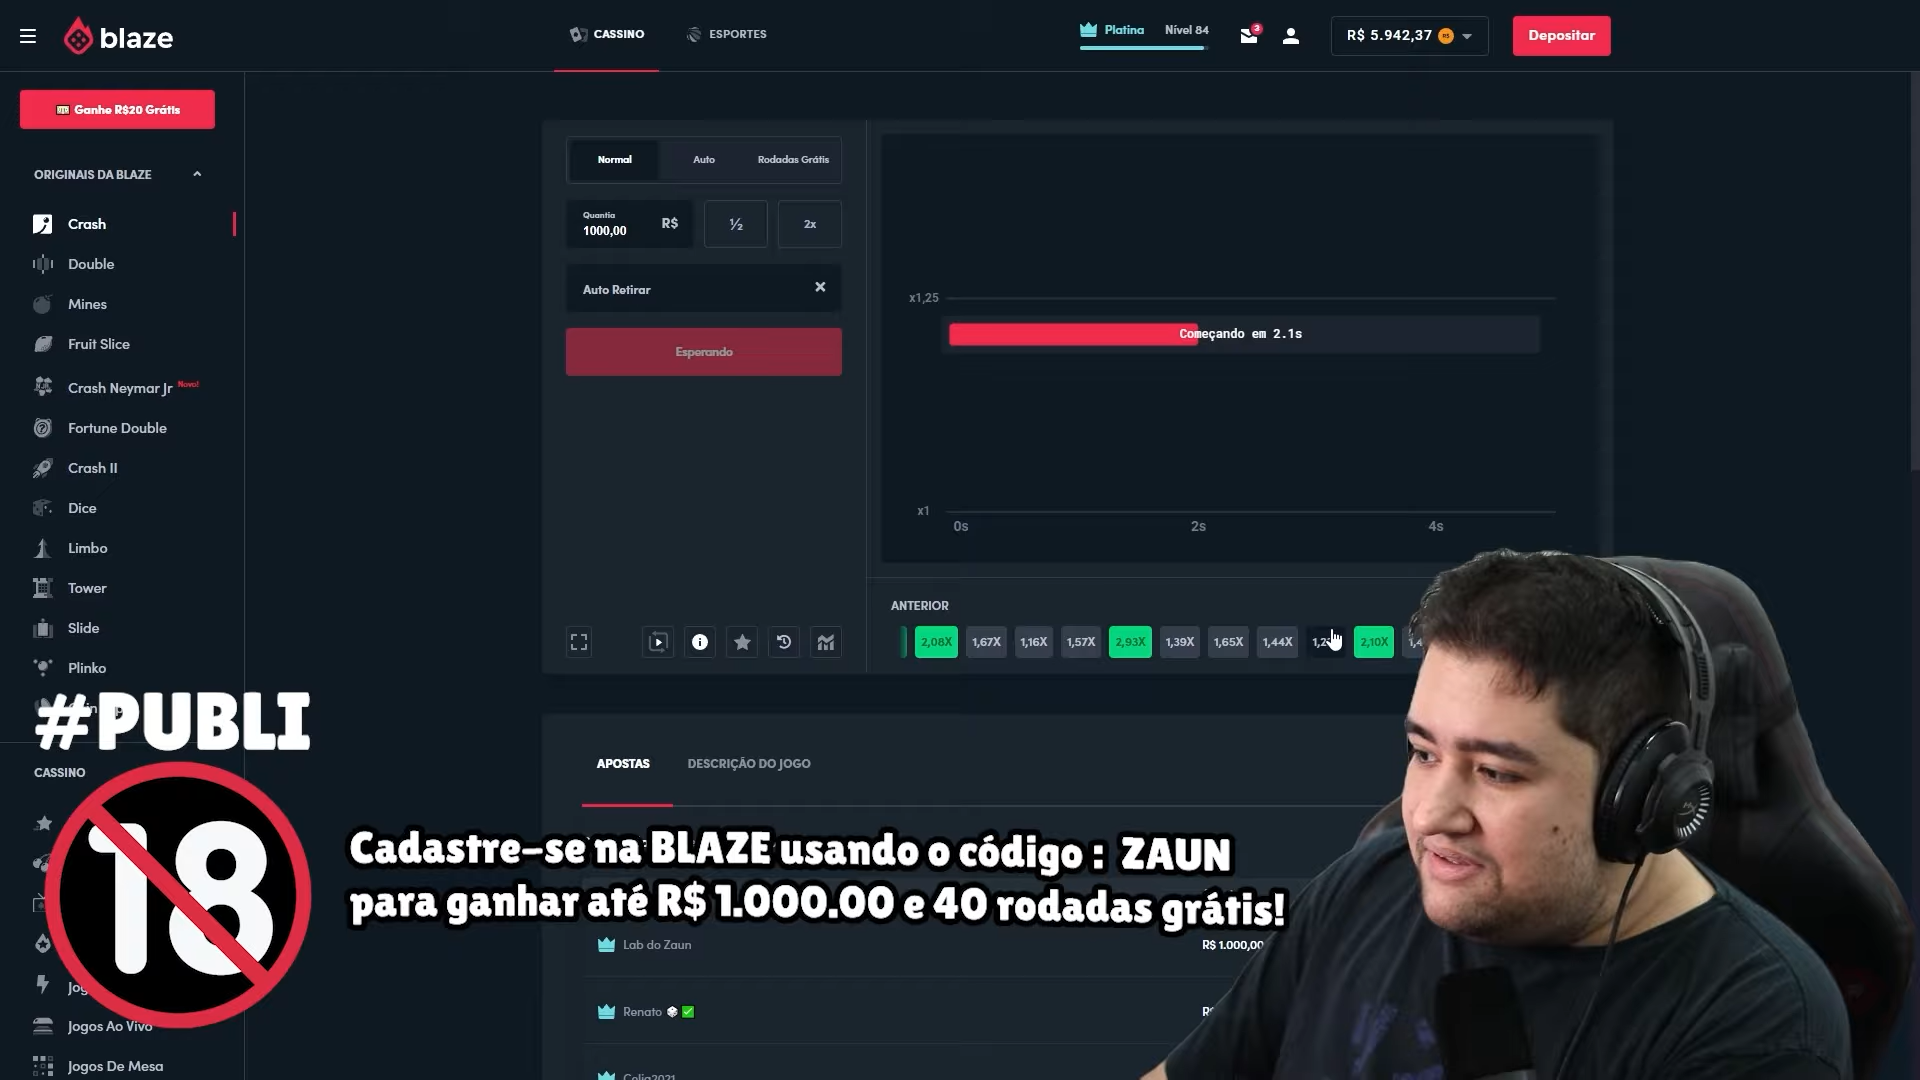 blaze
CASSINO
ESPORTES
Platina
Nível 84
3
R$ 5.942,37
R$
Depositar
Ganhe R$20 Grátis
ORIGINAIS DA BLAZE
Crash
Double
Mines
Fruit Slice
Crash Neymar Jr Novo!
Fortune Double
Crash II
Dice
Limbo
Tower
Slide
Plinko
CASSINO
Jogos Ao Vivo
Jogos De Mesa
Normal
Auto
Rodadas Grátis
Quantia
1000,00
R$
½
2x
Auto Retirar
Esperando
x1,25
Começando em 2.1s
x1
0s
2s
4s
ANTERIOR
2,08X
1,67X
1,16X
1,57X
2,93X
1,39X
1,65X
1,44X
2,10X
APOSTAS
DESCRIÇÃO DO JOGO
#PUBLI
18
Cadastre-se na BLAZE usando o código : ZAUN
para ganhar até R$ 1.000.00 e 40 rodadas grátis!
Lab do Zaun
R$ 1.000,00
Renato